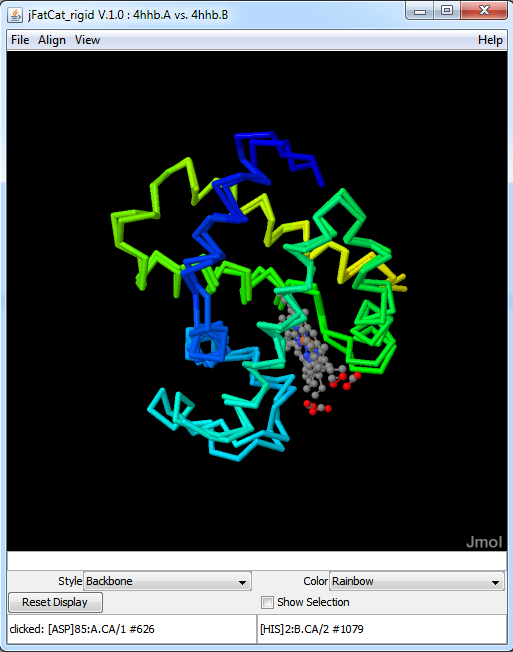 jFatCat_rigid V.1.0 : 4hhb.A vs. 4hhb.B
File Align View Help
Jmol
Style Backbone Color Rainbow
Reset Display Show Selection
clicked: [ASP]85:A.CA/1 #626 [HIS]2:B.CA/2 #1079